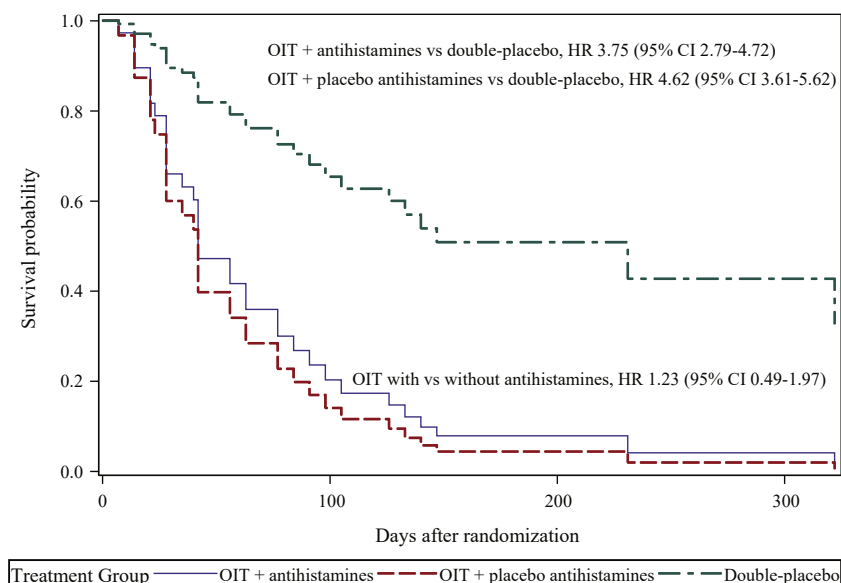 OIT + antihistamines vs double-placebo, HR 3.75 (95% CI 2.79-4.72)
OIT + placebo antihistamines vs double-placebo, HR 4.62 (95% CI 3.61-5.62)
OIT with vs without antihistamines, HR 1.23 (95% CI 0.49-1.97)
Survival probability
1.0
0.8
0.6
0.4
0.2
0.0
0 100 200 300
Days after randomization
Treatment Group OIT + antihistamines OIT + placebo antihistamines Double-placebo